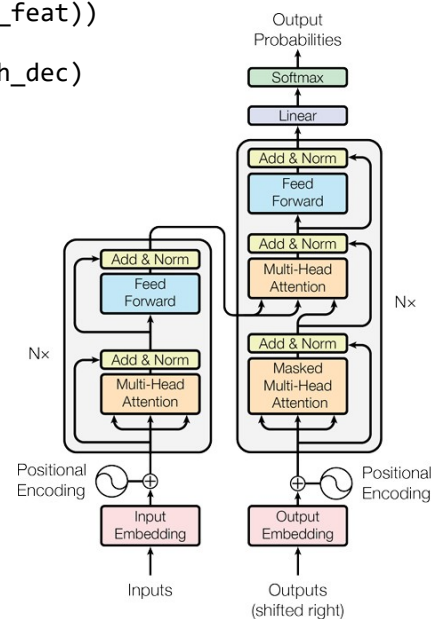 _feat))
h_dec)
Output
Probabilities
Softmax
Linear
Add & Norm
Feed
Forward
Add & Norm
Multi-Head
Attention
Add & Norm
Masked
Multi-Head
Attention
Nx
Add & Norm
Feed
Forward
Add & Norm
Multi-Head
Attention
Nx
Positional
Encoding
Positional
Encoding
Input
Embedding
Output
Embedding
Inputs
Outputs
(shifted right)